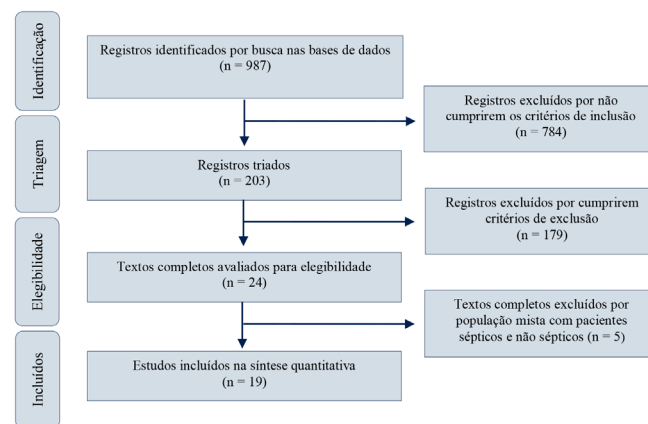 Identificação
Registros identificados por busca nas bases de dados
(n = 987)
Registros excluídos por não
cumprirem os critérios de inclusão
(n = 784)
Triagem
Registros triados
(n = 203)
Registros excluídos por cumprirem
critérios de exclusão
(n = 179)
Elegibilidade
Textos completos avaliados para elegibilidade
(n = 24)
Textos completos excluídos por
população mista com pacientes
sépticos e não sépticos (n = 5)
Incluídos
Estudos incluídos na síntese quantitativa
(n = 19)